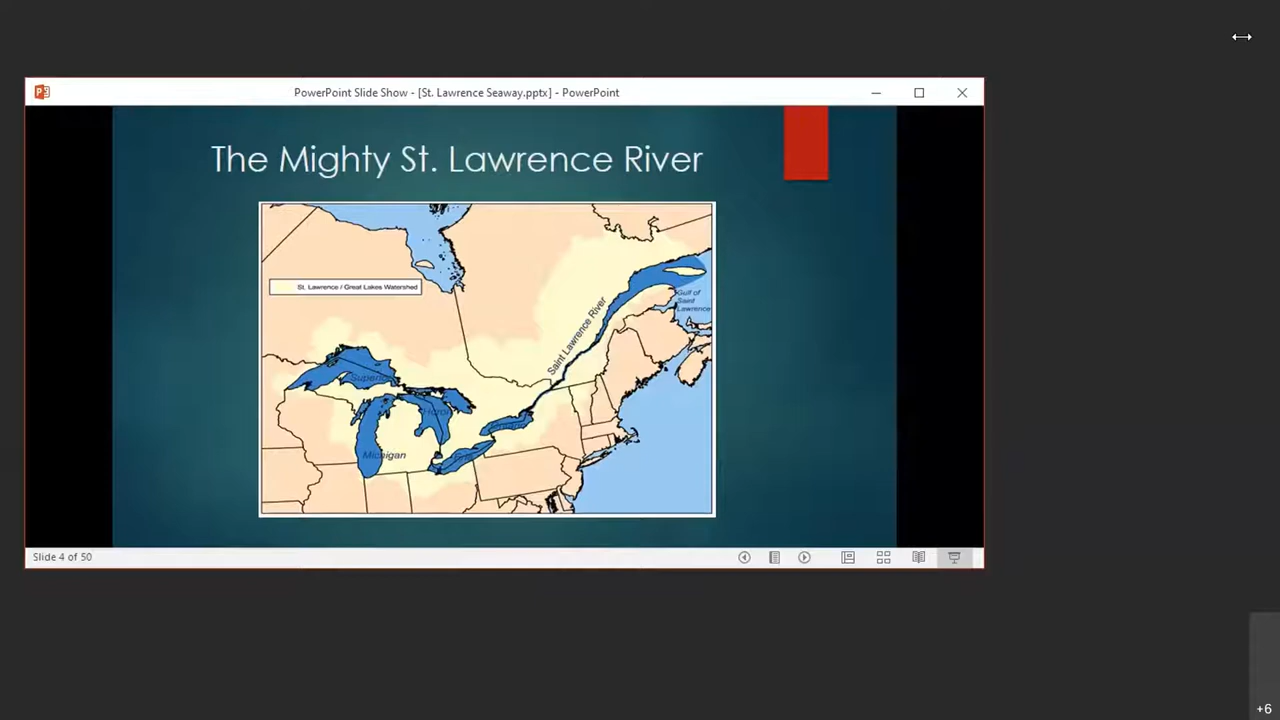 PowerPoint Slide Show - [St. Lawrence Seaway.pptx] - PowerPoint
The Mighty St. Lawrence River
St. Lawrence / Great Lakes Watershed
Gulf of
Saint Lawrence River
Lawrence
Superior
Huron
Michigan
Slide 4 of 50
+6